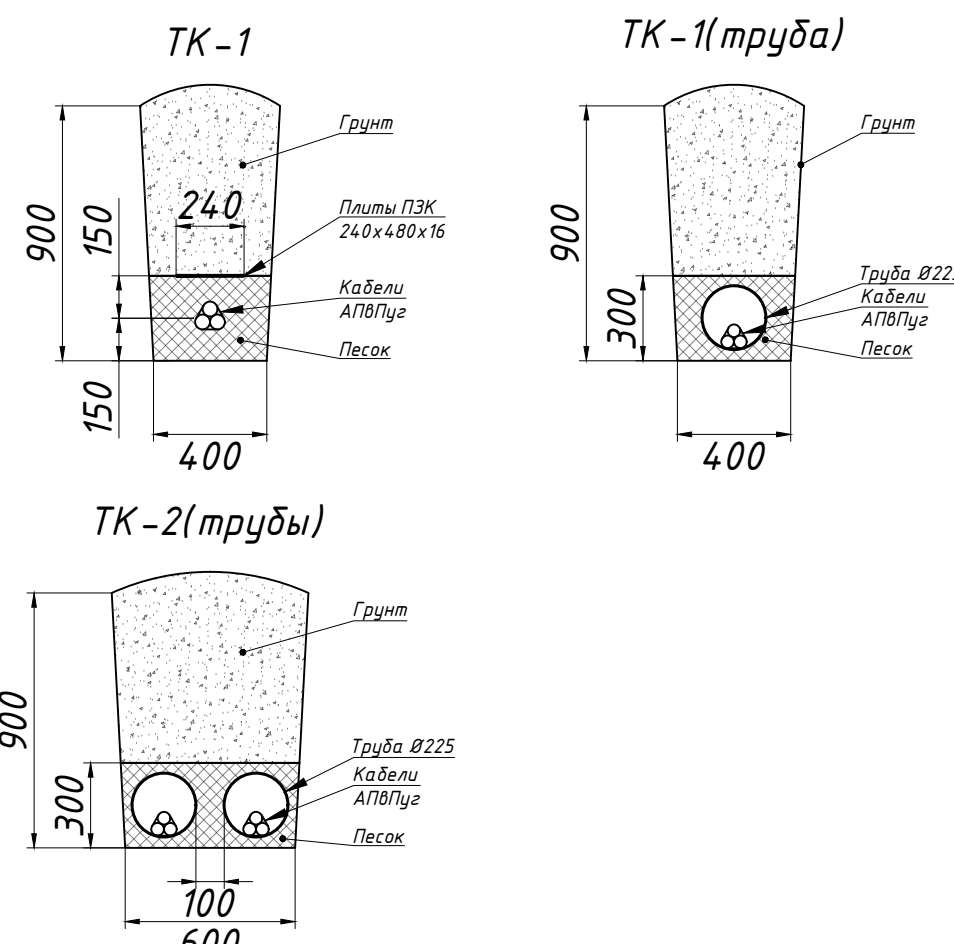 ТК-1
Грунт
240
Плиты ПЗК
240х480х16
900
150
Кабели
АПвПуг
Песок
150
400
ТК-1(труба)
Грунт
900
300
Труба Ø22
Кабели
АПвПуг
Песок
400
ТК-2(трубы)
Грунт
900
Труба Ø225
Кабели
АПвПуг
300
Песок
100
600